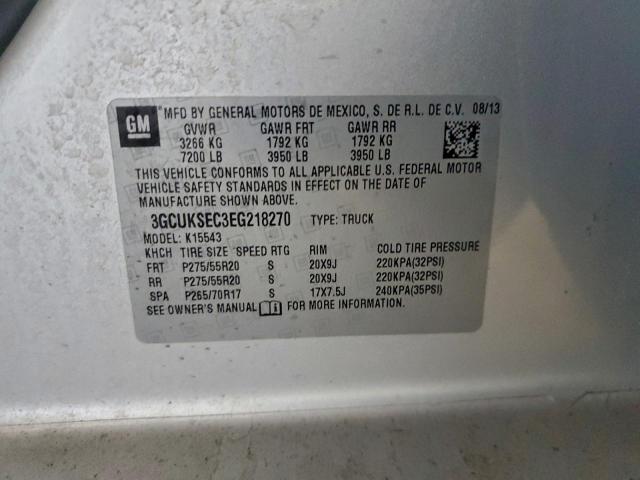 GM
MFD BY GENERAL MOTORS DE MEXICO, S. DE R.L. DE C.V. 08/13
GVWR GAWR FRT GAWR RR
3266 KG 1792 KG 1792 KG
7200 LB 3950 LB 3950 LB
THIS VEHICLE CONFORMS TO ALL APPLICABLE U.S. FEDERAL MOTOR
VEHICLE SAFETY STANDARDS IN EFFECT ON THE DATE OF
MANUFACTURE SHOWN ABOVE.
3GCUKSEC3EG218270 TYPE: TRUCK
MODEL: K15543
KHCH TIRE SIZE SPEED RTG RIM COLD TIRE PRESSURE
FRT P275/55R20 S 20X9J 220KPA(32PSI)
RR P275/55R20 S 20X9J 220KPA(32PSI)
SPA P265/70R17 S 17X7.5J 240KPA(35PSI)
SEE OWNER'S MANUAL FOR MORE INFORMATION